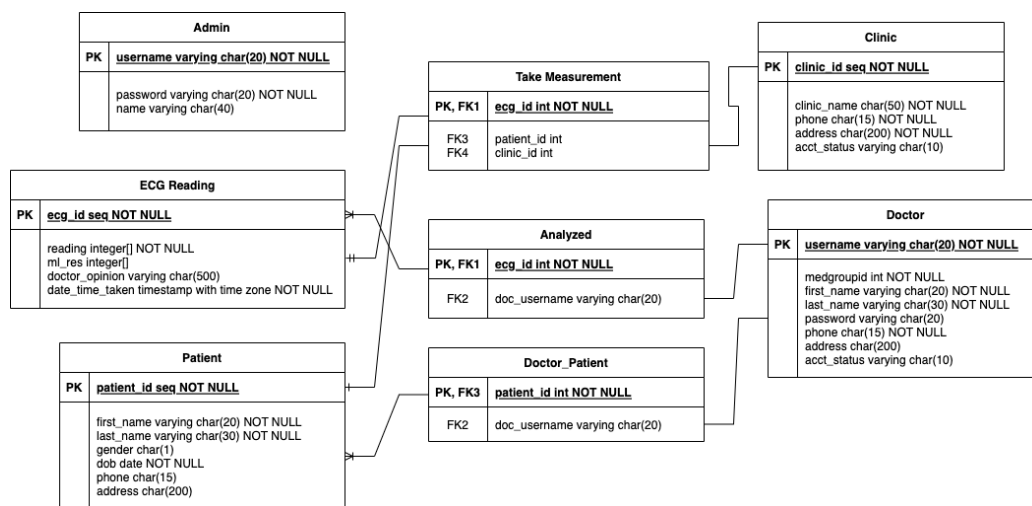 Admin
PK username varying char(20) NOT NULL
password varying char(20) NOT NULL
name varying char(40)
Take Measurement
PK, FK1 ecg_id int NOT NULL
FK3 patient_id int
FK4 clinic_id int
Clinic
PK clinic_id seq NOT NULL
clinic_name char(50) NOT NULL
phone char(15) NOT NULL
address char(200) NOT NULL
acct_status varying char(10)
ECG Reading
PK ecg_id seq NOT NULL
reading integer[] NOT NULL
ml_res integer[]
doctor_opinion varying char(500)
date_time_taken timestamp with time zone NOT NULL
Analyzed
PK, FK1 ecg_id int NOT NULL
FK2 doc_username varying char(20)
Doctor
PK username varying char(20) NOT NULL
medgroupid int NOT NULL
first_name varying char(20) NOT NULL
last_name varying char(30) NOT NULL
password varying char(20)
phone char(15) NOT NULL
address char(200)
acct_status varying char(10)
Patient
PK patient_id seq NOT NULL
first_name varying char(20) NOT NULL
last_name varying char(30) NOT NULL
gender char(1)
dob date NOT NULL
phone char(15)
address char(200)
Doctor_Patient
PK, FK3 patient_id int NOT NULL
FK2 doc_username varying char(20)